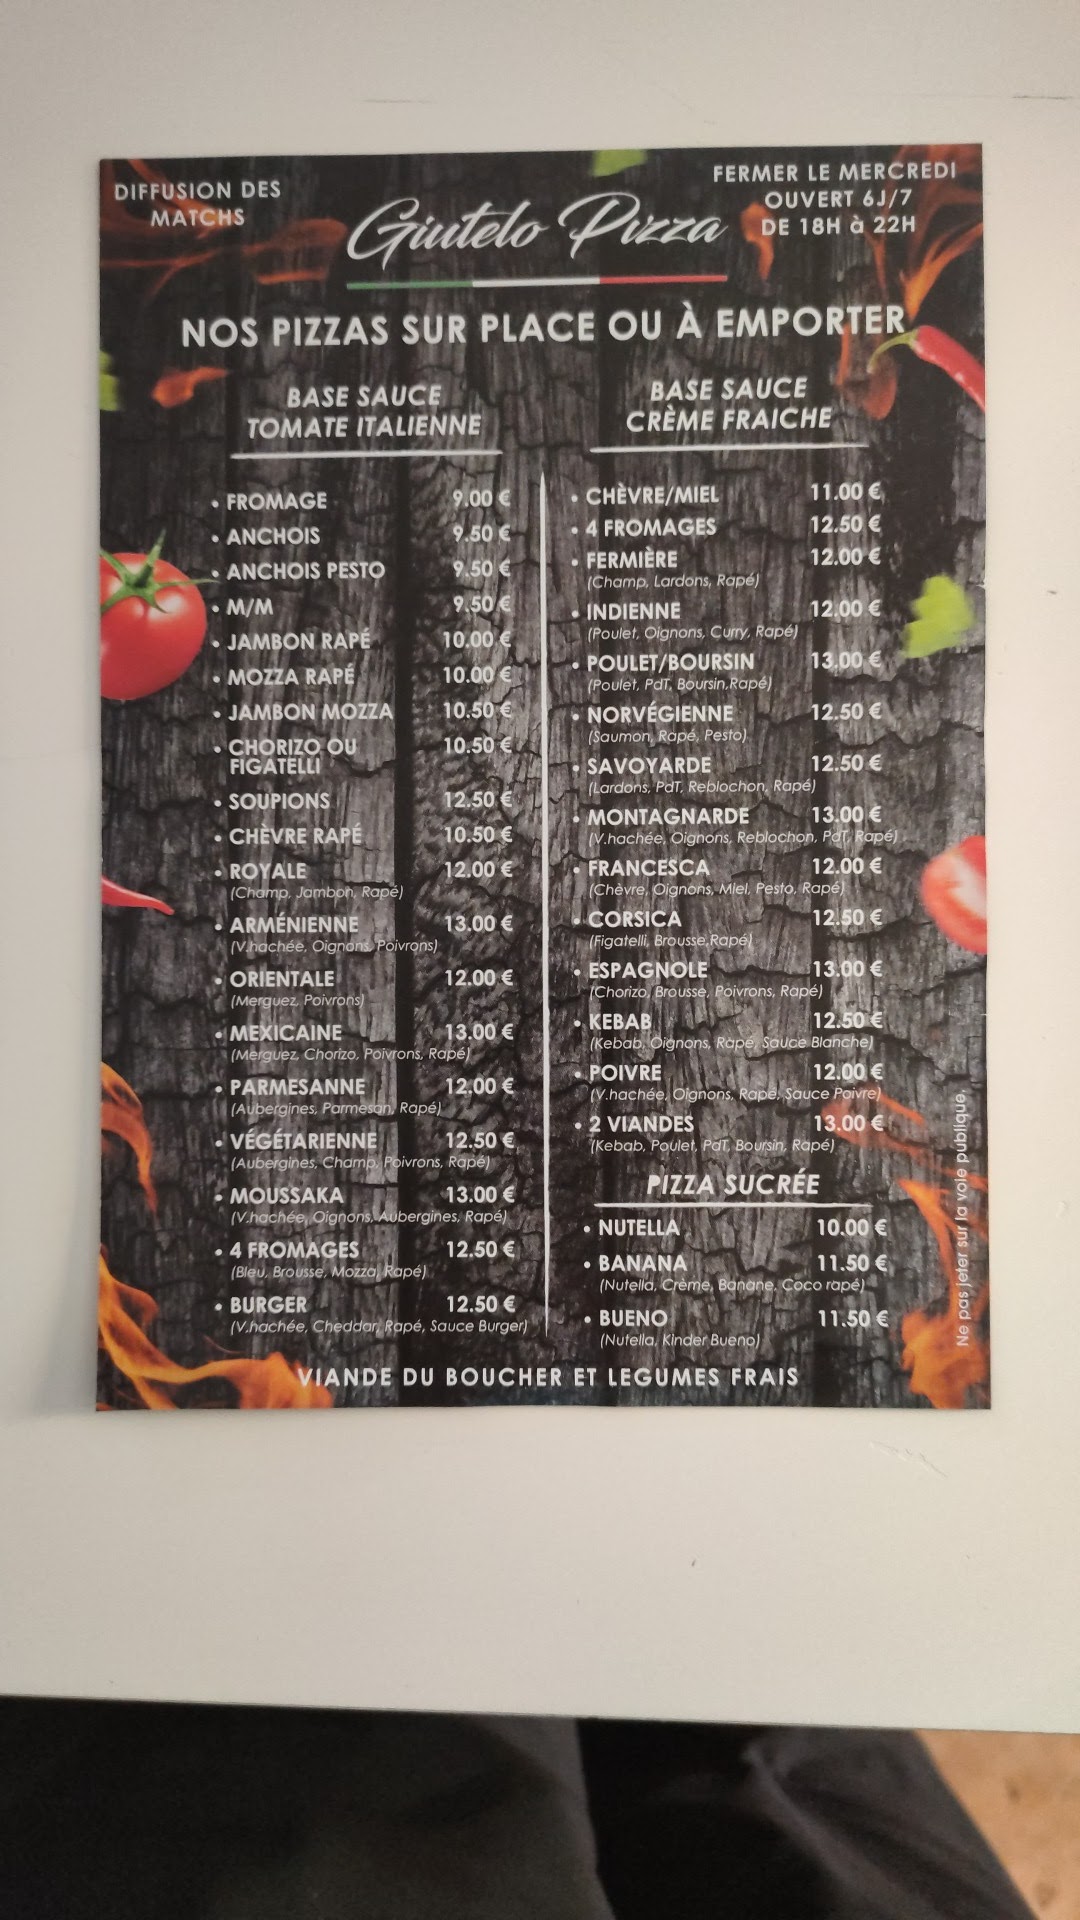 DIFFUSION DES
MATCHS
Giutelo Pizza
FERMER LE MERCREDI
OUVERT 6J/7
DE 18H à 22H
NOS PIZZAS SUR PLACE OU À EMPORTER
BASE SAUCE
TOMATE ITALIENNE
• FROMAGE 9.00 €
• ANCHOIS 9.50 €
• ANCHOIS PESTO 9.50 €
• M/M 9.50 €
• JAMBON RAPÉ 10.00 €
• MOZZA RAPÉ 10.00 €
• JAMBON MOZZA 10.50 €
• CHORIZO OU 10.50 €
FIGATELLI
• SOUPIONS 12.50 €
• CHÈVRE RAPÉ 10.50 €
• ROYALE 12.00 €
(Champ, Jambon, Rapé)
• ARMÉNIENNE 13.00 €
(V.hachée, Oignons, Poivrons)
• ORIENTALE 12.00 €
(Merguez, Poivrons)
• MEXICAINE 13.00 €
(Merguez, Chorizo, Poivrons, Rapé)
• PARMESANNE 12.00 €
(Aubergines, Parmesan, Rapé)
• VÉGÉTARIENNE 12.50 €
(Aubergines, Champ, Poivrons, Rapé)
• MOUSSAKA 13.00 €
(V.hachée, Oignons, Aubergines, Rapé)
• 4 FROMAGES 12.50 €
(Bleu, Brousse, Mozza, Rapé)
• BURGER 12.50 €
(V.hachée, Cheddar, Rapé, Sauce Burger)
BASE SAUCE
CRÈME FRAICHE
• CHÈVRE/MIEL 11.00 €
• 4 FROMAGES 12.50 €
• FERMIÈRE 12.00 €
(Champ, Lardons, Rapé)
• INDIENNE 12.00 €
(Poulet, Oignons, Curry, Rapé)
• POULET/BOURSIN 13.00 €
(Poulet, PdT, Boursin,Rapé)
• NORVÉGIENNE 12.50 €
(Saumon, Rapé, Pesto)
• SAVOYARDE 12.50 €
(Lardons, PdT, Reblochon, Rapé)
• MONTAGNARDE 13.00 €
(V.hachée, Oignons, Reblochon, PdT, Rapé)
• FRANCESCA 12.00 €
(Chèvre, Oignons, Miel, Pesto, Rapé)
• CORSICA 12.50 €
(Figatelli, Brousse,Rapé)
• ESPAGNOLE 13.00 €
(Chorizo, Brousse, Poivrons, Rapé)
• KEBAB 12.50 €
(Kebab, Oignons, Rapé, Sauce Blanche)
• POIVRE 12.00 €
(V.hachée, Oignons, Rapé, Sauce Poivre)
• 2 VIANDES 13.00 €
(Kebab, Poulet, PdT, Boursin, Rapé)
PIZZA SUCRÉE
• NUTELLA 10.00 €
• BANANA 11.50 €
(Nutella, Crème, Banane, Coco rapé)
• BUENO 11.50 €
(Nutella, Kinder Bueno)
VIANDE DU BOUCHER ET LEGUMES FRAIS
Ne pas jeter sur la voie publique.